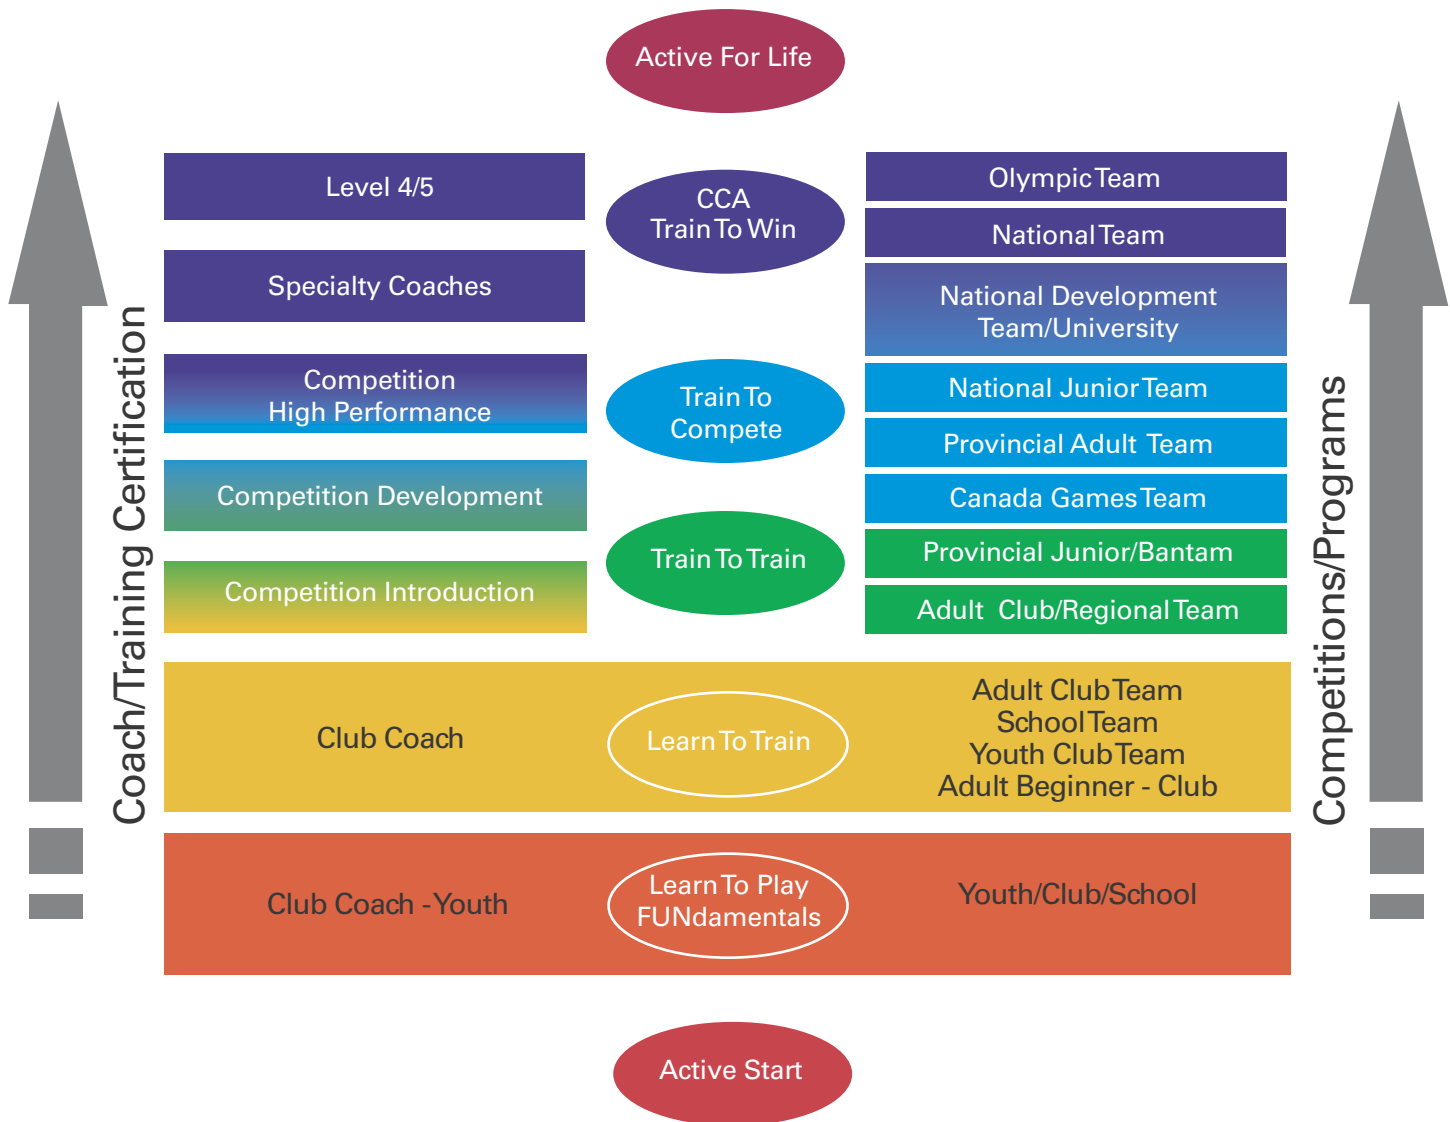 Active For Life
Coach/Training Certification
Level 4/5
Specialty Coaches
Competition
High Performance
Competition Development
Competition Introduction
CCA
Train To Win
Train To
Compete
Train To Train
Olympic Team
National Team
National Development
Team/University
National Junior Team
Provincial Adult Team
Canada Games Team
Provincial Junior/Bantam
Adult Club/Regional Team
Competitions/Programs
Club Coach
Learn To Train
Adult Club Team
School Team
Youth Club Team
Adult Beginner - Club
Club Coach - Youth
Learn To Play
FUNdamentals
Youth/Club/School
Active Start